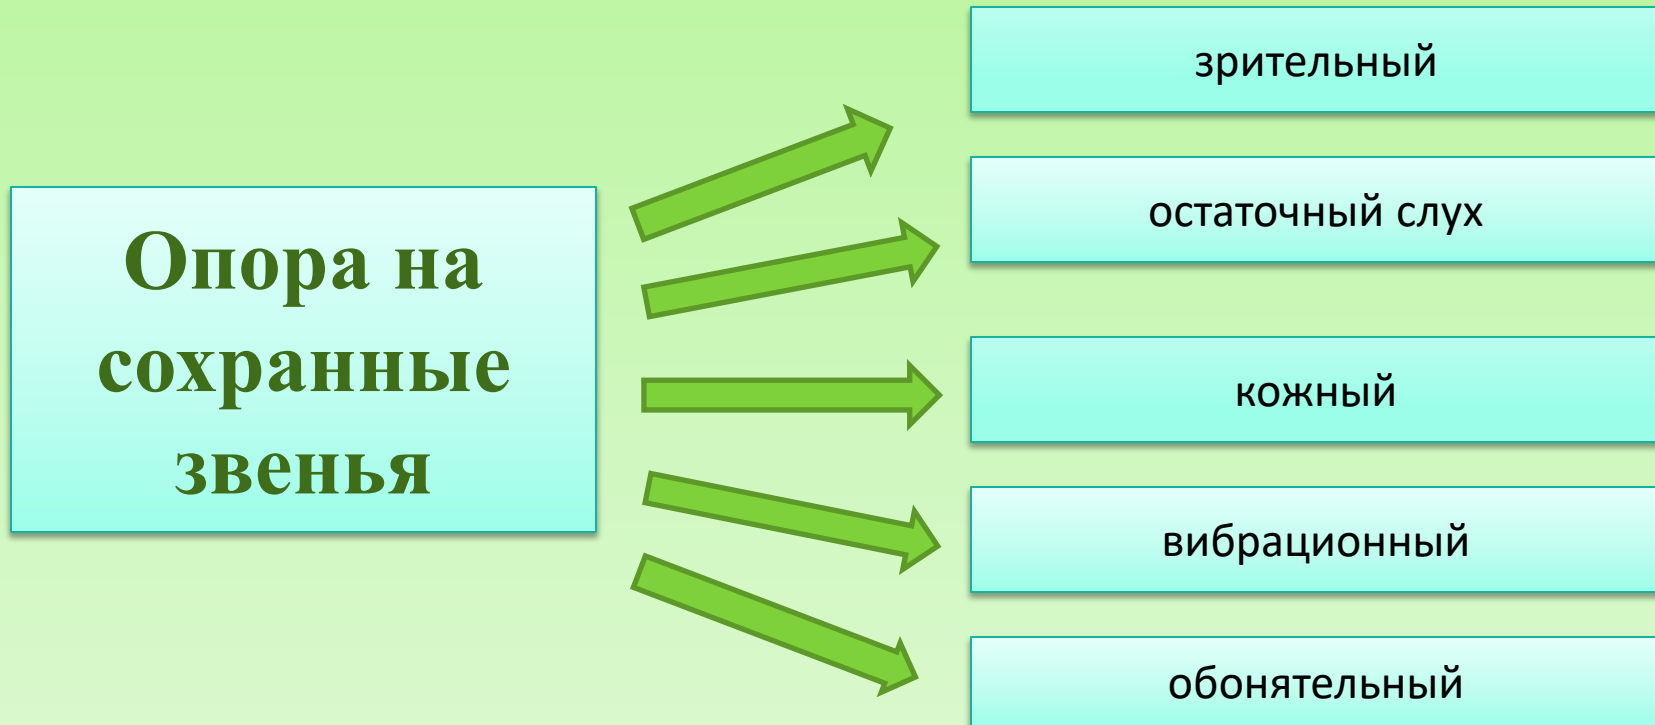 Опора на
сохранные
звенья
зрительный
остаточный слух
кожный
вибрационный
обонятельный